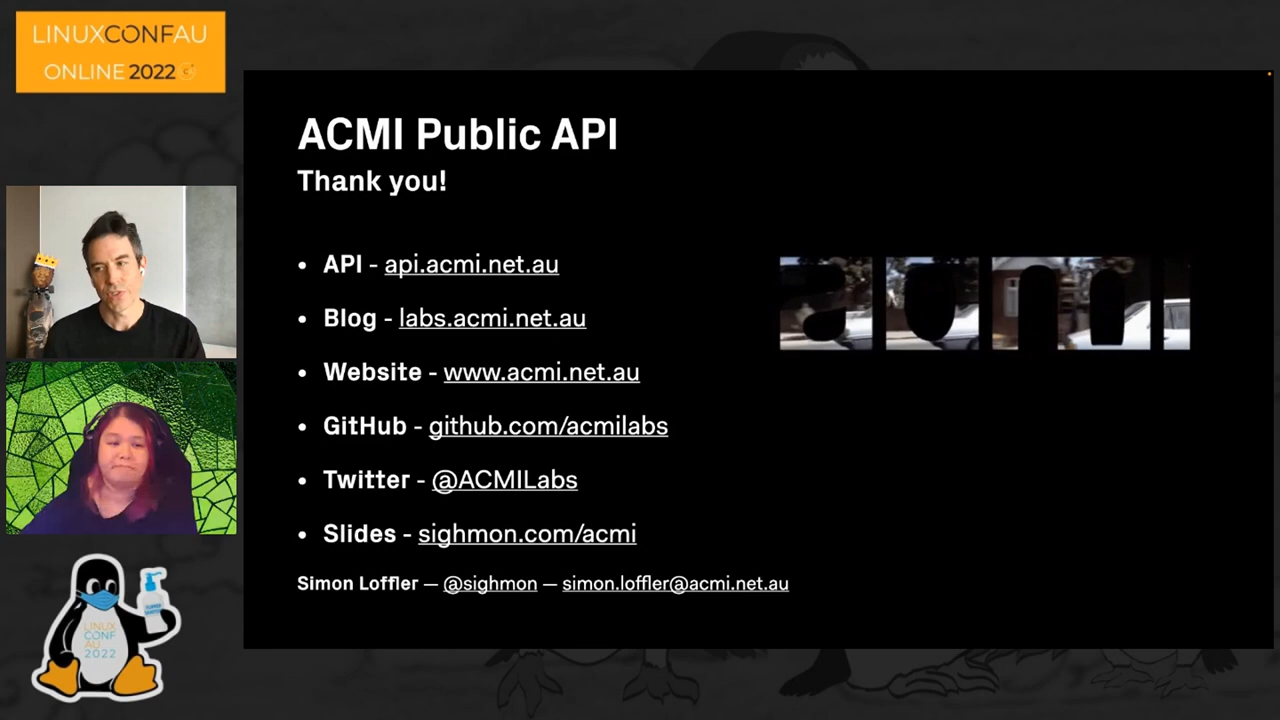 LINUXCONFAU
ONLINE 2022
ACMI Public API
Thank you!
• API - api.acmi.net.au
• Blog - labs.acmi.net.au
• Website - www.acmi.net.au
• GitHub - github.com/acmilabs
• Twitter - @ACMILabs
• Slides - sighmon.com/acmi
Simon Loffler — @sighmon — simon.loffler@acmi.net.au
acmi
LINUX
CONF
AU
2022